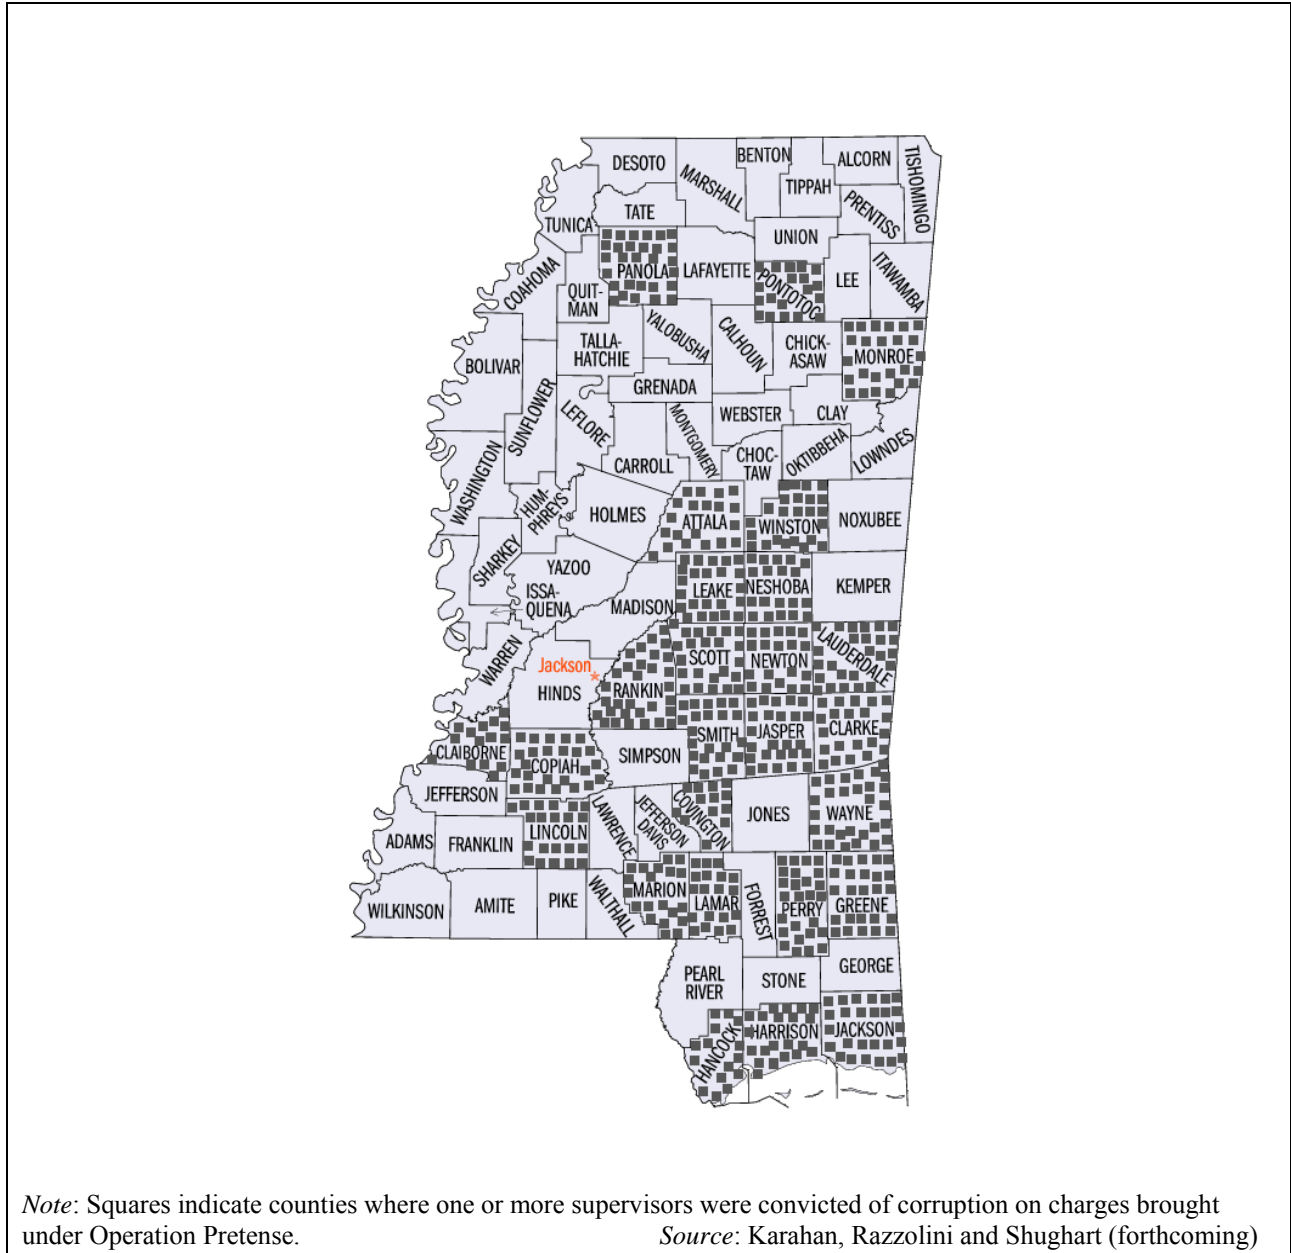 DESOTO
BENTON
ALCORN
TISHOMINGO
MARSHALL
TIPPAH
PRENTISS
TATE
TUNICA
UNION
PANOLA
LAFAYETTE
PONTOTOC
LEE
ITAWAMBA
COAHOMA
QUIT-
MAN
YALOBUSHA
CALHOUN
CHICK-
ASAW
MONROE
TALLA-
HATCHIE
BOLIVAR
GRENADA
SUNFLOWER
LEFLORE
MONTGOMERY
WEBSTER
CLAY
OKTIBBEHA
LOWNDES
CHOC-
TAW
CARROLL
WASHINGTON
HUM-
PHREYS
HOLMES
ATTALA
WINSTON
NOXUBEE
SHARKEY
YAZOO
ISSA-
QUENA
MADISON
LEAKE
NESHOBA
KEMPER
WARREN
Jackson
HINDS
RANKIN
SCOTT
NEWTON
LAUDERDALE
CLAIBORNE
COPIAH
SIMPSON
SMITH
JASPER
CLARKE
JEFFERSON
LINCOLN
LAWRENCE
JEFFERSON
DAVIS
COVINGTON
JONES
WAYNE
ADAMS
FRANKLIN
WILKINSON
AMITE
PIKE
WALTHALL
MARION
LAMAR
FORREST
PERRY
GREENE
PEARL
RIVER
STONE
GEORGE
HANCOCK
HARRISON
JACKSON
Note: Squares indicate counties where one or more supervisors were convicted of corruption on charges brought
under Operation Pretense. Source: Karahan, Razzolini and Shughart (forthcoming)